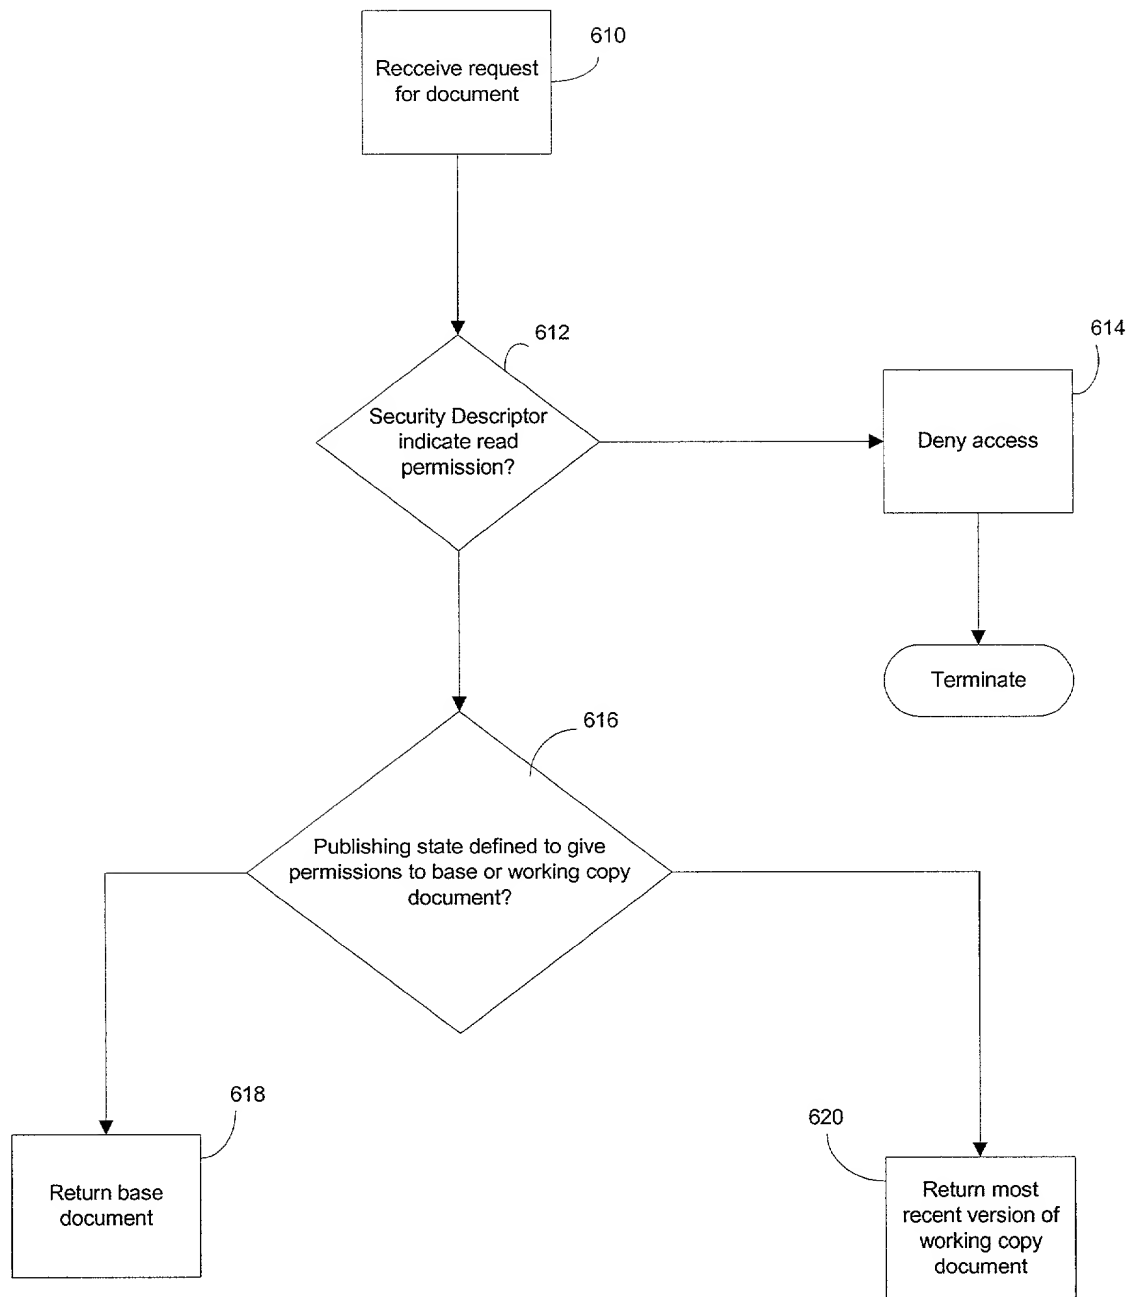 610
Recceive request
for document
612
Security Descriptor
indicate read
permission?
614
Deny access
Terminate
616
Publishing state defined to give
permissions to base or working copy
document?
618
Return base
document
620
Return most
recent version of
working copy
document